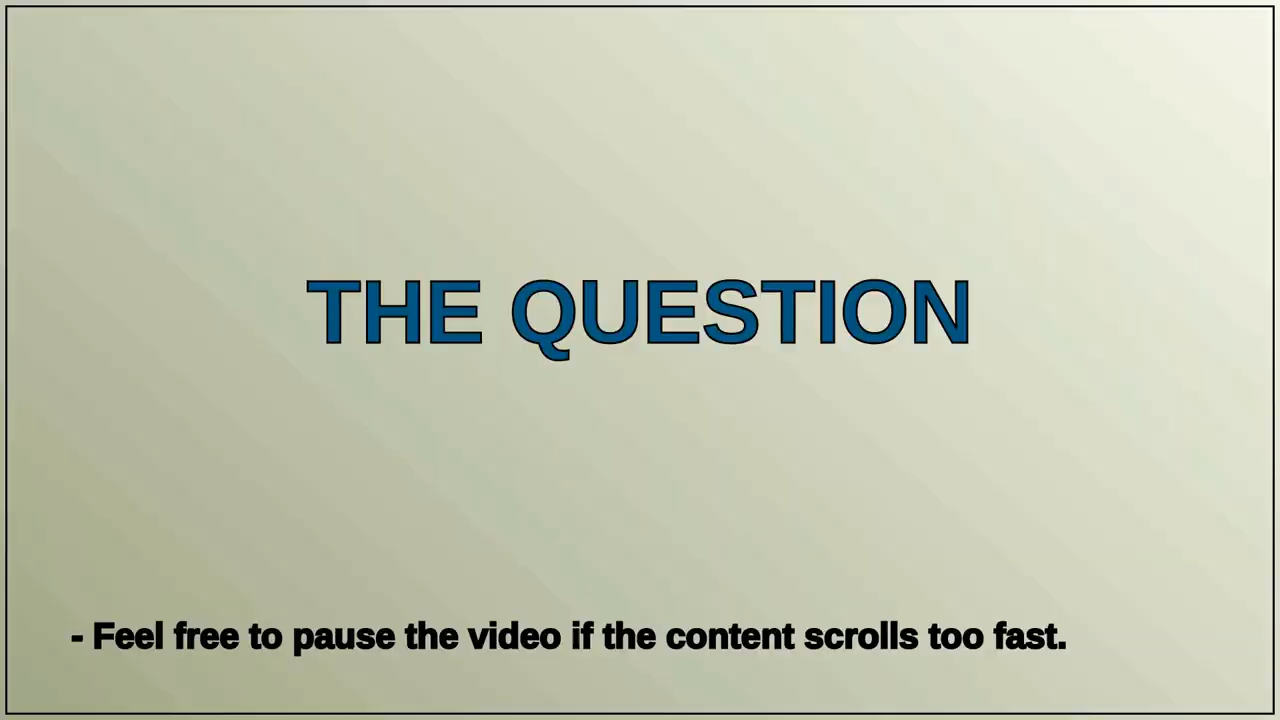 THE QUESTION
- Feel free to pause the video if the content scrolls too fast.